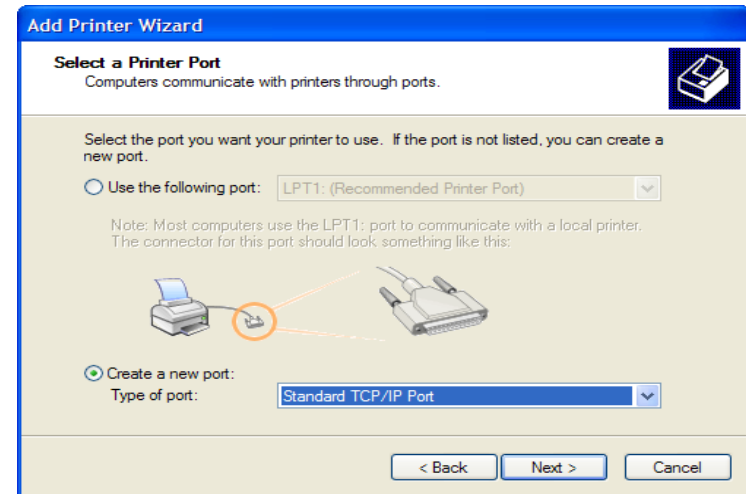 Add Printer Wizard
Select a Printer Port
Computers communicate with printers through ports.
Select the port you want your printer to use. If the port is not listed, you can create a
new port.
Use the following port: LPT1: (Recommended Printer Port)
Note: Most computers use the LPT1: port to communicate with a local printer.
The connector for this port should look something like this:
Create a new port:
Type of port: Standard TCP/IP Port
< Back Next > Cancel